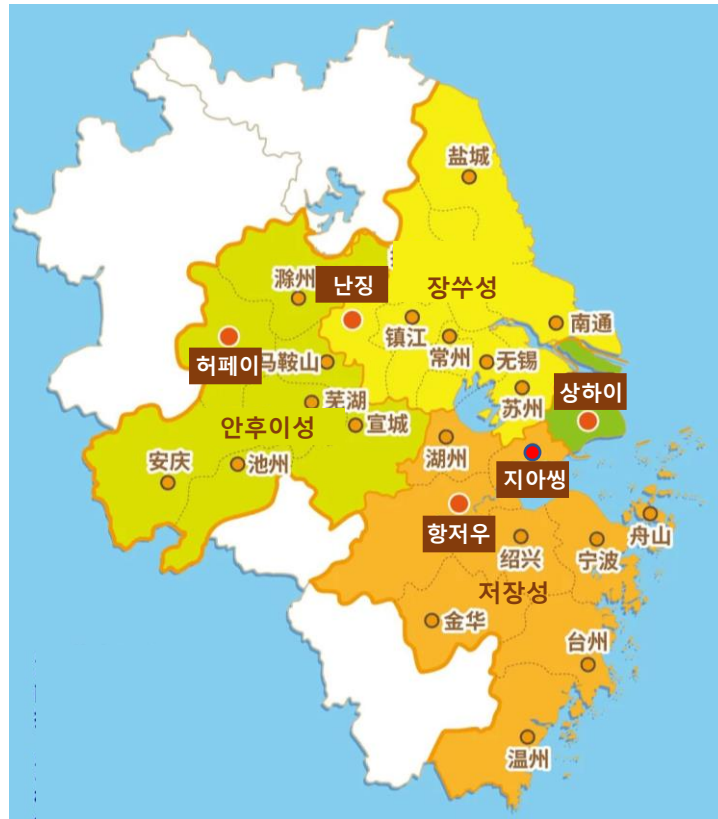 盐城
滁州
난징
장쑤성
南通
镇江
常州
无锡
허페이
马鞍山
苏州
상하이
芜湖
안후이성
宣城
湖州
安庆
池州
지아씽
항저우
绍兴
宁波
舟山
저장성
金华
台州
温州